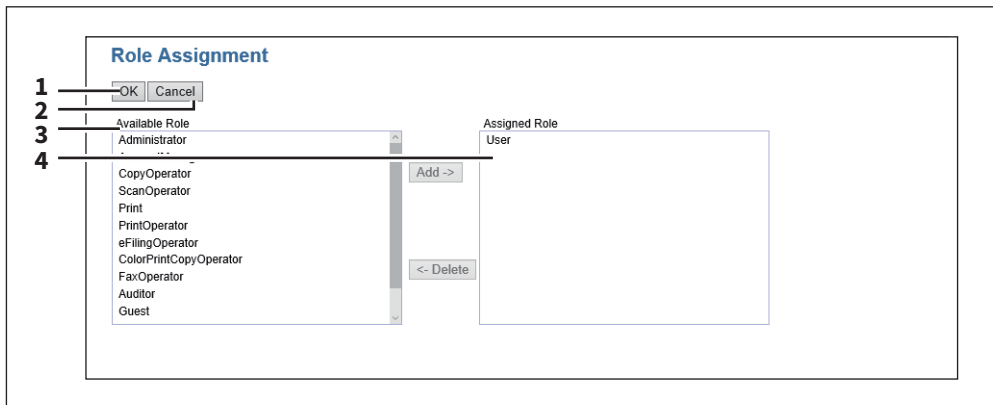 Role Assignment
1
OK Cancel
2
3
Available Role
Assigned Role
Administrator
User
4
CopyOperator
Add ->
ScanOperator
Print
PrintOperator
eFilingOperator
ColorPrintCopyOperator
<- Delete
FaxOperator
Auditor
Guest